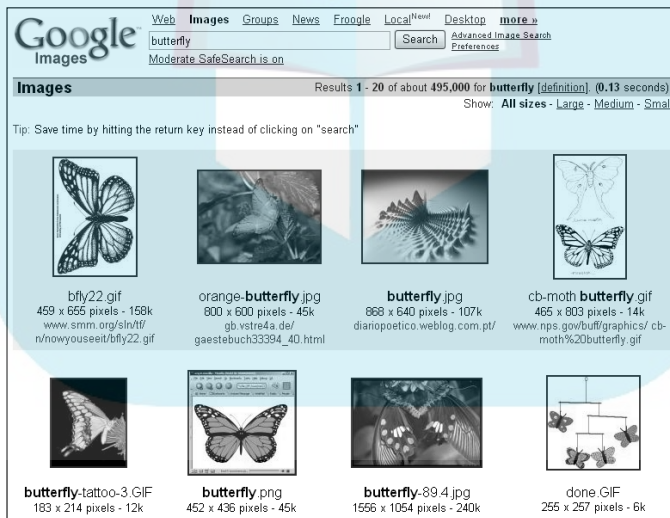 Web Images Groups News Froogle Local New! Desktop more »
Google
Images
butterfly
Search
Advanced Image Search
Preferences
Moderate SafeSearch is on
Images
Results 1 - 20 of about 495,000 for butterfly [definition]. (0.13 seconds)
Show: All sizes - Large - Medium - Smal
Tip: Save time by hitting the return key instead of clicking on "search"
bfly22.gif
459 x 655 pixels - 158k
www.smm.org/sln/tf/
n/nowyouseeit/bfly22.gif
orange-butterfly.jpg
800 x 600 pixels - 45k
gb.vstre4a.de/
gaestebuch33394_40.html
butterfly.jpg
868 x 640 pixels - 107k
diariopoetico.weblog.com.pt/
cb-moth butterfly.gif
465 x 803 pixels - 14k
www.nps.gov/buff/graphics/ cb-
moth%20butterfly.gif
butterfly-tattoo-3.GIF
183 x 214 pixels - 12k
butterfly.png
452 x 436 pixels - 45k
butterfly-89.4.jpg
1556 x 1054 pixels - 240k
done.GIF
255 x 257 pixels - 6k